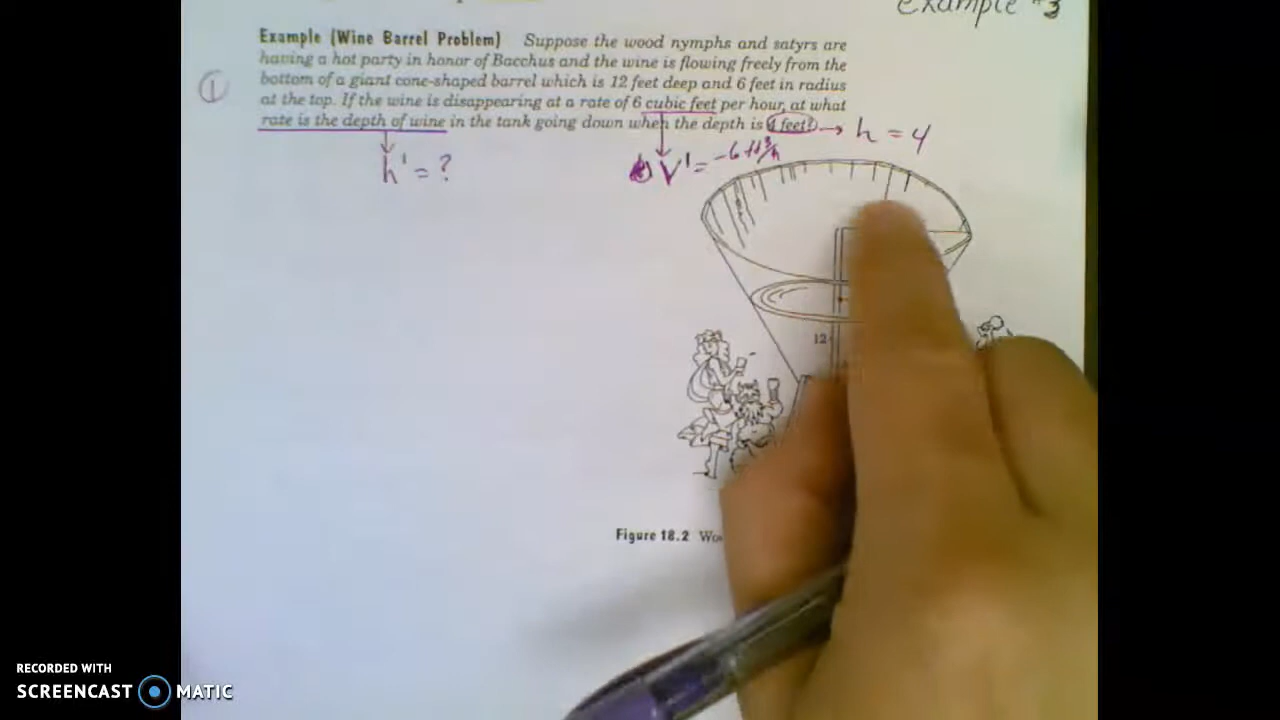 example #3
Example (Wine Barrel Problem) Suppose the wood nymphs and satyrs are
having a hot party in honor of Bacchus and the wine is flowing freely from the
bottom of a giant cone-shaped barrel which is 12 feet deep and 6 feet in radius
at the top. If the wine is disappearing at a rate of 6 cubic feet per hour, at what
rate is the depth of wine in the tank going down when the depth is 4 feet? → h = 4
①
h' = ?
V' = -6 ft³/h
12
Figure 18.2
RECORDED WITH
SCREENCAST MATIC